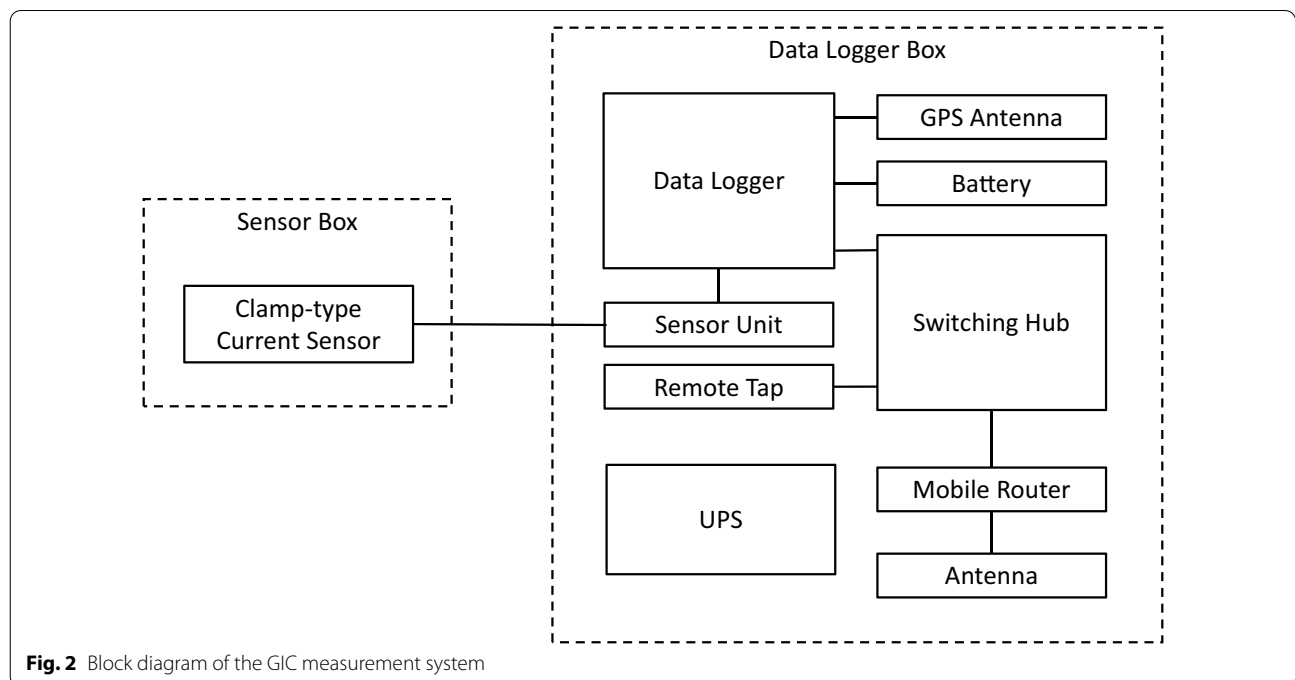 Data Logger Box
Data Logger
GPS Antenna
Battery
Sensor Box
Clamp-type
Current Sensor
Sensor Unit
Switching Hub
Remote Tap
UPS
Mobile Router
Antenna
Fig. 2 Block diagram of the GIC measurement system